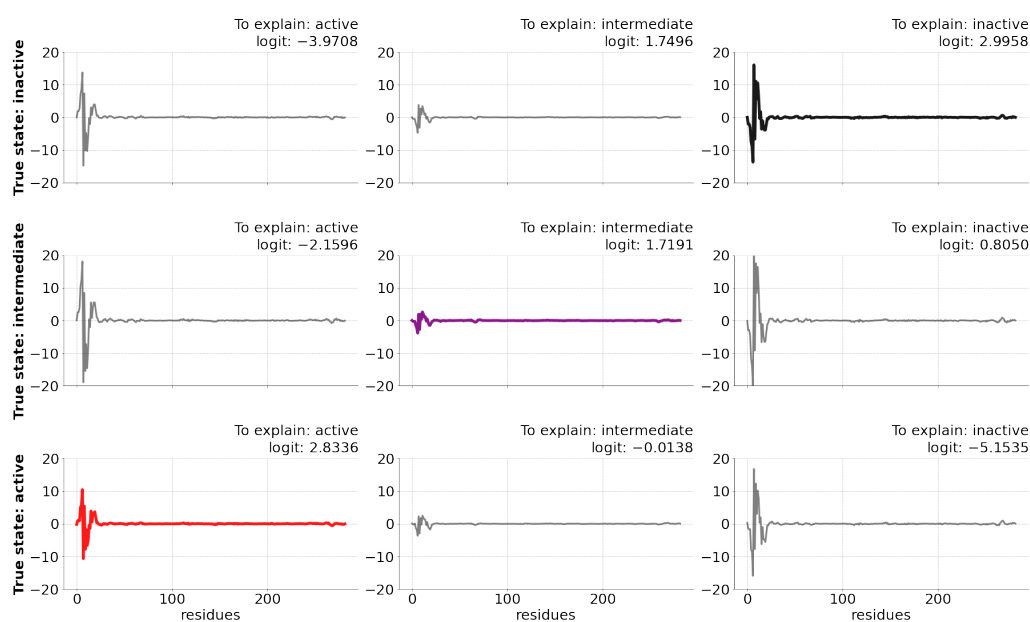 To explain: active
logit: −3.9708
To explain: intermediate
logit: 1.7496
To explain: inactive
logit: 2.9958
True state: inactive
20
10
0
−10
−20
20
10
0
−10
−20
20
10
0
−10
−20
To explain: active
logit: −2.1596
To explain: intermediate
logit: 1.7191
To explain: inactive
logit: 0.8050
True state: intermediate
20
10
0
−10
−20
20
10
0
−10
−20
20
10
0
−10
−20
To explain: active
logit: 2.8336
To explain: intermediate
logit: −0.0138
To explain: inactive
logit: −5.1535
True state: active
20
10
0
−10
−20
20
10
0
−10
−20
20
10
0
−10
−20
0 200
residues
0 200
residues
0 200
residues